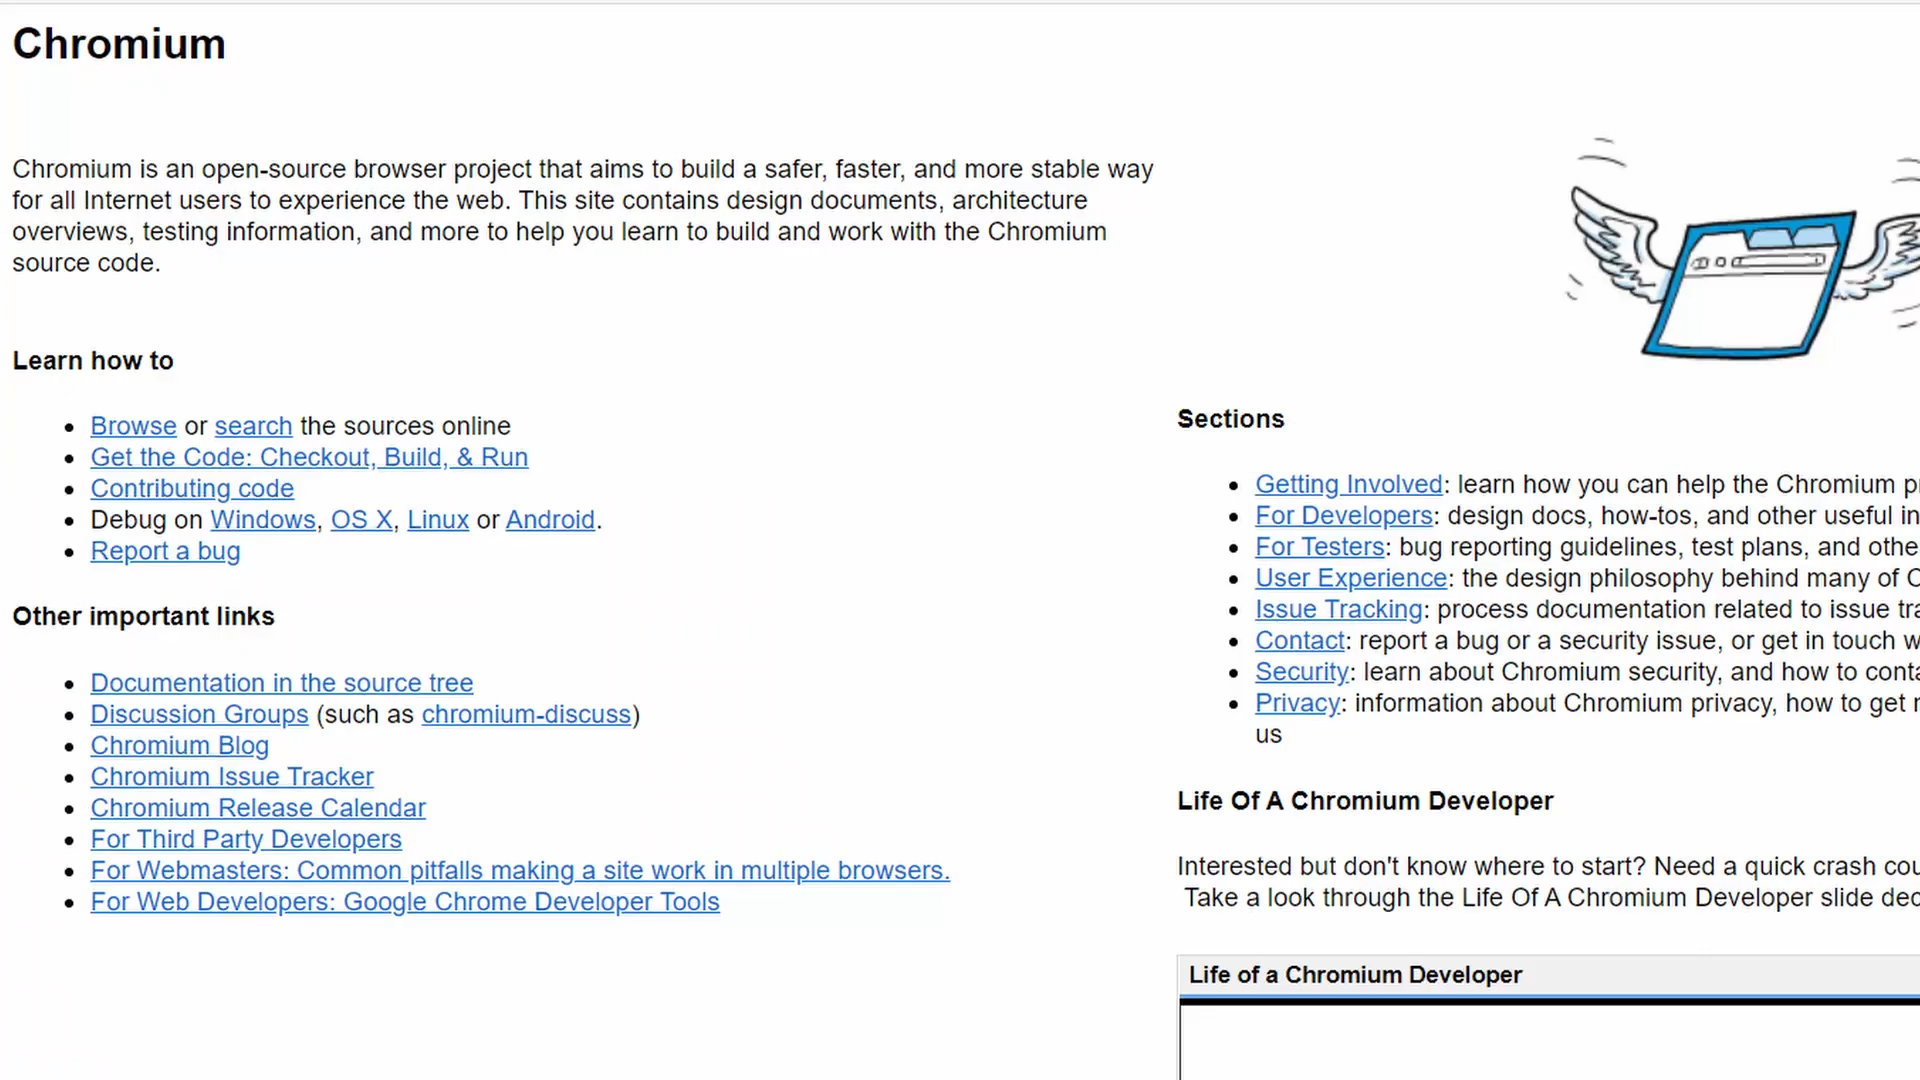 Chromium
Chromium is an open-source browser project that aims to build a safer, faster, and more stable way
for all Internet users to experience the web. This site contains design documents, architecture
overviews, testing information, and more to help you learn to build and work with the Chromium
source code.
Learn how to
Browse or search the sources online
Get the Code: Checkout, Build, & Run
Contributing code
Debug on Windows, OS X, Linux or Android.
Report a bug
Other important links
Documentation in the source tree
Discussion Groups (such as chromium-discuss)
Chromium Blog
Chromium Issue Tracker
Chromium Release Calendar
For Third Party Developers
For Webmasters: Common pitfalls making a site work in multiple browsers.
For Web Developers: Google Chrome Developer Tools
Sections
Getting Involved: learn how you can help the Chromium
For Developers: design docs, how-tos, and other useful
For Testers: bug reporting guidelines, test plans, and
User Experience: the design philosophy behind many of
Issue Tracking: process documentation related to issue
Contact: report a bug or a security issue, or get in touch
Security: learn about Chromium security, and how to
Privacy: information about Chromium privacy, how to get
us
Life Of A Chromium Developer
Interested but don't know where to start? Need a quick crash
Take a look through the Life Of A Chromium Developer slide
Life of a Chromium Developer